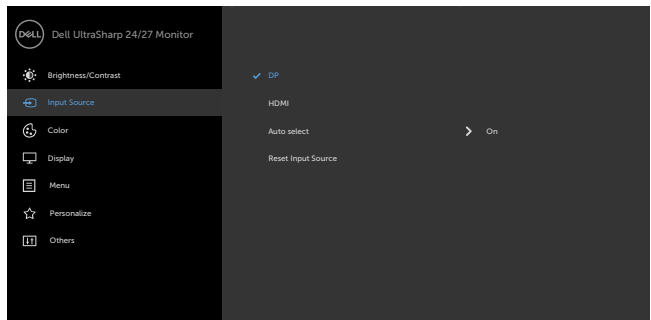 DELL Dell UltraSharp 24/27 Monitor
Brightness/Contrast
DP
Input Source
HDMI
Color
Auto select On
Display
Reset Input Source
Menu
Personalize
Others